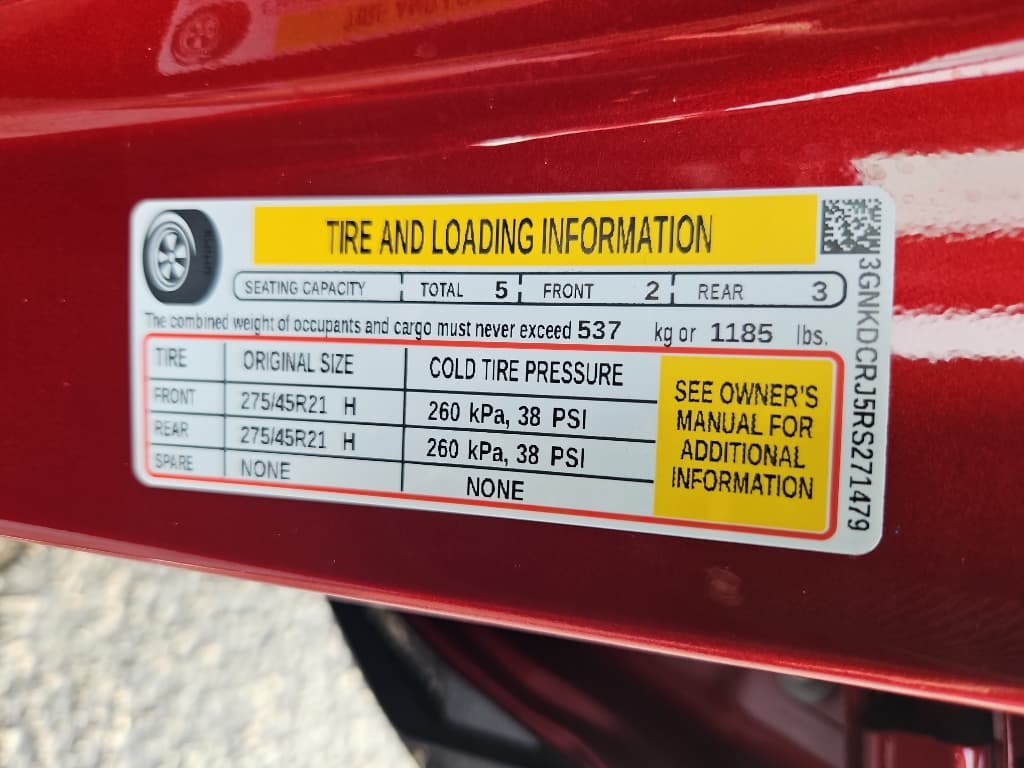 TIRE AND LOADING INFORMATION
SEATING CAPACITY TOTAL 5 FRONT 2 REAR 3
The combined weight of occupants and cargo must never exceed 537 kg or 1185 lbs.
TIRE ORIGINAL SIZE COLD TIRE PRESSURE
FRONT 275/45R21 H 260 kPa, 38 PSI
REAR 275/45R21 H 260 kPa, 38 PSI
SPARE NONE NONE
SEE OWNER'S
MANUAL FOR
ADDITIONAL
INFORMATION
3GNKDCRJ5RS271479